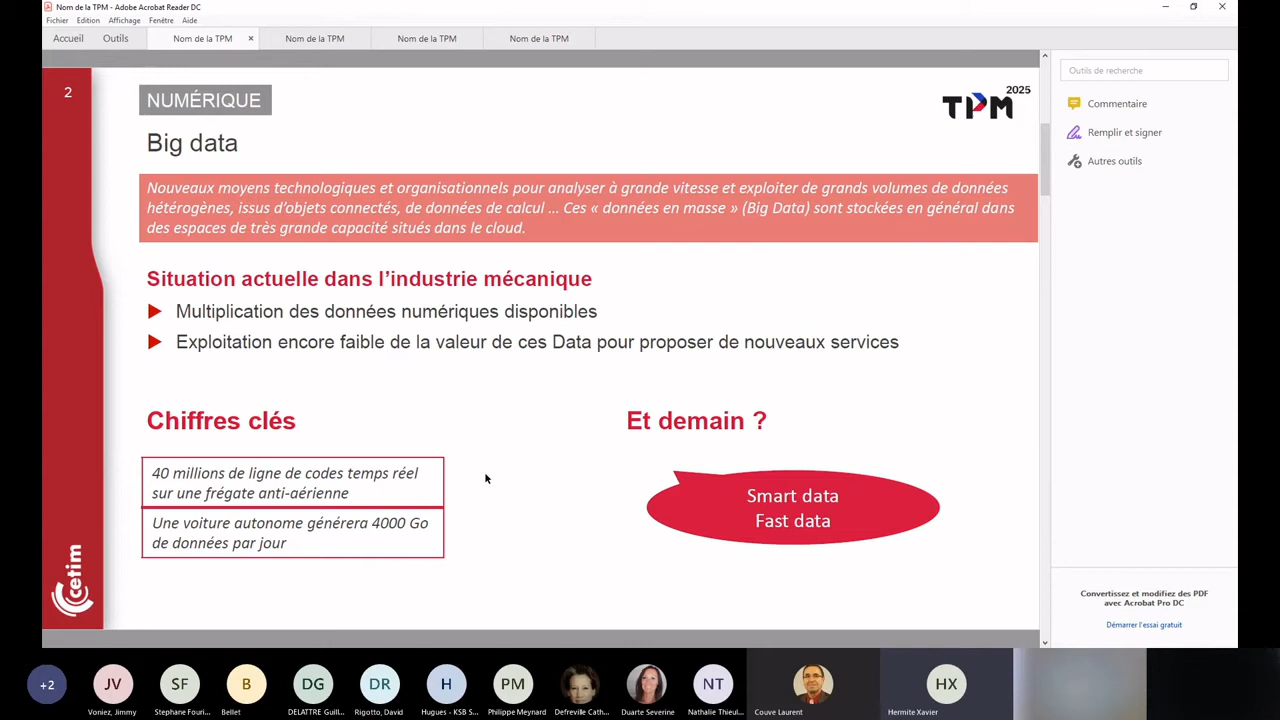 Nom de la TPM - Adobe Acrobat Reader DC
Fichier Edition Affichage Fenêtre Aide
Accueil Outils Nom de la TPM × Nom de la TPM Nom de la TPM Nom de la TPM
2
NUMÉRIQUE
TPM 2025
Big data
Nouveaux moyens technologiques et organisationnels pour analyser à grande vitesse et exploiter de grands volumes de données
hétérogènes, issus d’objets connectés, de données de calcul ... Ces « données en masse » (Big Data) sont stockées en général dans
des espaces de très grande capacité situés dans le cloud.
Situation actuelle dans l’industrie mécanique
Multiplication des données numériques disponibles
Exploitation encore faible de la valeur de ces Data pour proposer de nouveaux services
Chiffres clés
40 millions de ligne de codes temps réel
sur une frégate anti-aérienne
Une voiture autonome générera 4000 Go
de données par jour
Et demain ?
Smart data
Fast data
cetim
Outils de recherche
Commentaire
Remplir et signer
Autres outils
Convertissez et modifiez des PDF
avec Acrobat Pro DC
Démarrer l'essai gratuit
+2 JV SF B DG DR H PM NT HX
Voniez, Jimmy Stephane Fouri... Bellet DELATTRE Guill... Rigotto, David Hugues - KSB S... Philippe Meynard Defreville Cath... Duarte Severine Nathalie Thieul... Couve Laurent Hermite Xavier